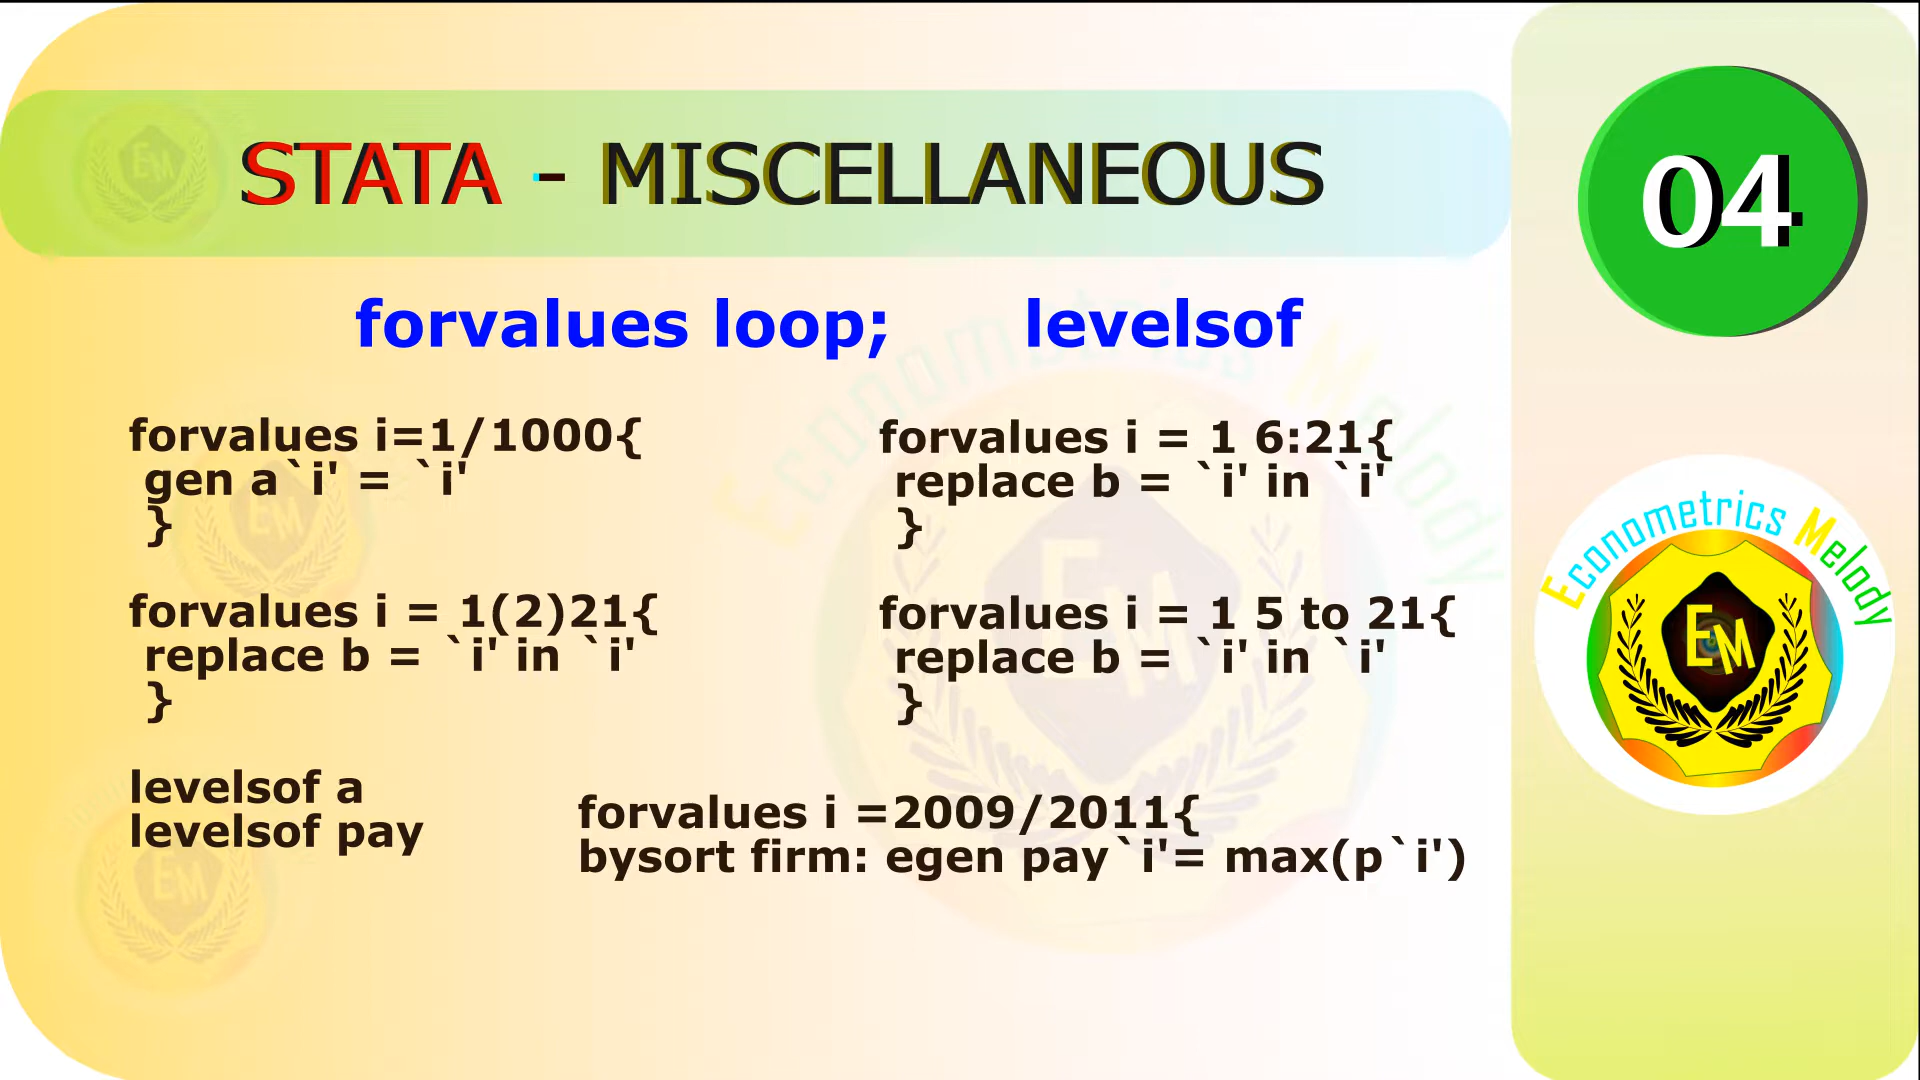 STATA - MISCELLANEOUS
04
forvalues loop; levelsof
forvalues i=1/1000{
gen a`i' = `i'
}
forvalues i = 1 6:21{
replace b = `i' in `i'
}
forvalues i = 1(2)21{
replace b = `i' in `i'
}
forvalues i = 1 5 to 21{
replace b = `i' in `i'
}
levelsof a
levelsof pay
forvalues i =2009/2011{
bysort firm: egen pay`i'= max(p`i')
Econometrics Melody
EM